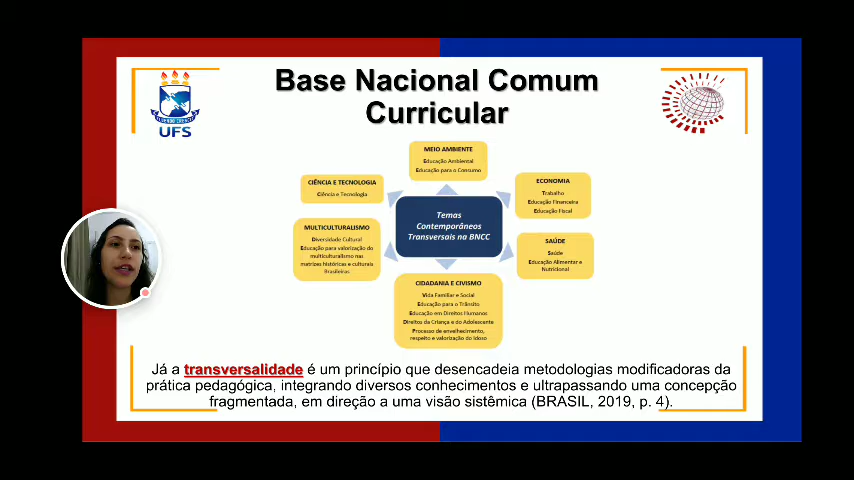 Base Nacional Comum
Curricular
UFS
MEIO AMBIENTE
Educação Ambiental
Educação para o Consumo
CIÊNCIA E TECNOLOGIA
Ciência e Tecnologia
ECONOMIA
Trabalho
Educação Financeira
Educação Fiscal
Temas
Contemporâneos
Transversais na BNCC
MULTICULTURALISMO
Diversidade Cultural
Educação para valorização do
multiculturalismo nas
matrizes históricas e culturais
Brasileiras
SAÚDE
Saúde
Educação Alimentar e
Nutricional
CIDADANIA E CIVISMO
Vida Familiar e Social
Educação para o Trânsito
Educação em Direitos Humanos
Direitos da Criança e do Adolescente
Processo de envelhecimento,
respeito e valorização do Idoso
Já a transversalidade é um princípio que desencadeia metodologias modificadoras da
prática pedagógica, integrando diversos conhecimentos e ultrapassando uma concepção
fragmentada, em direção a uma visão sistêmica (BRASIL, 2019, p. 4).